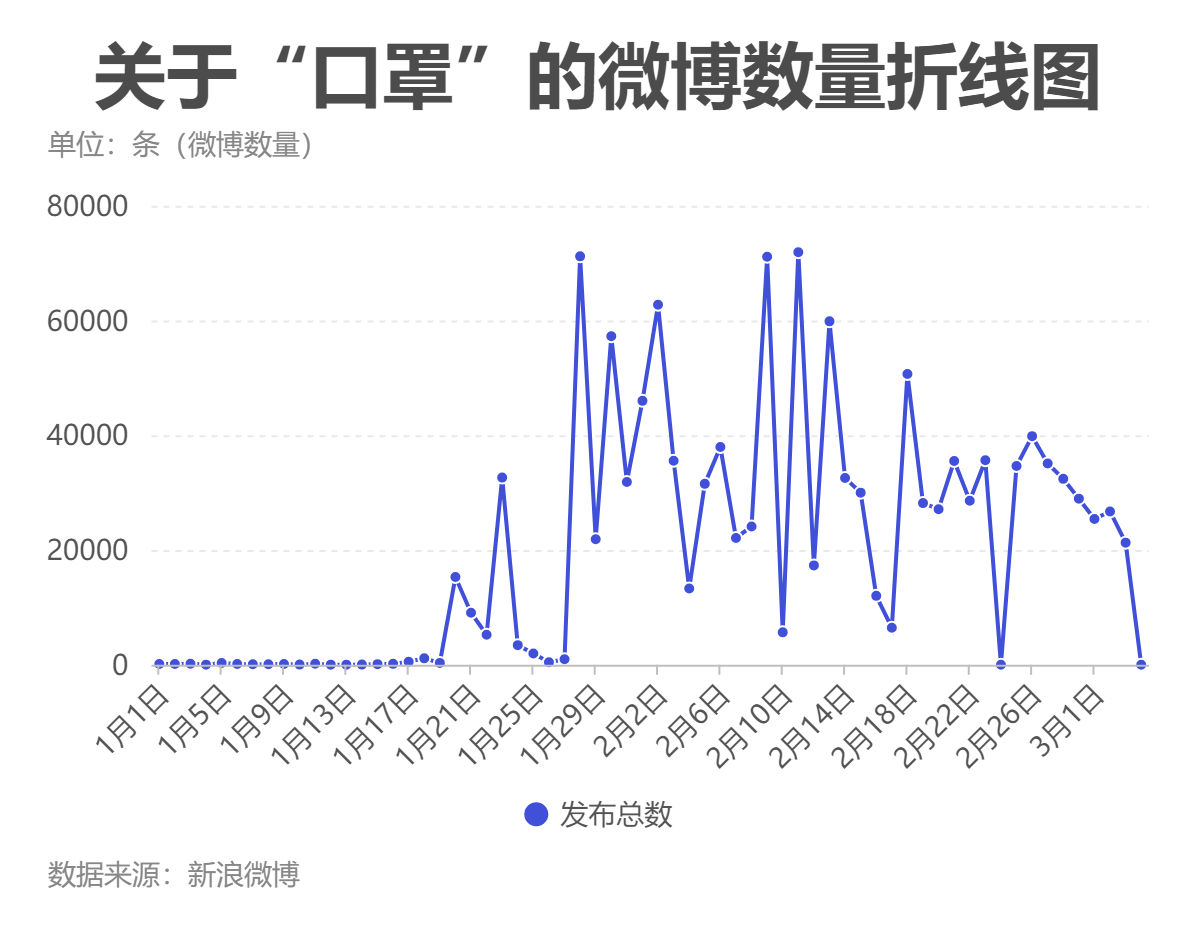 关于“口罩”的微博数量折线图
单位：条（微博数量）
80000
60000
40000
20000
0
1月1日
1月5日
1月9日
1月13日
1月17日
1月21日
1月25日
1月29日
2月2日
2月6日
2月10日
2月14日
2月18日
2月22日
2月26日
3月1日
发布总数
数据来源：新浪微博